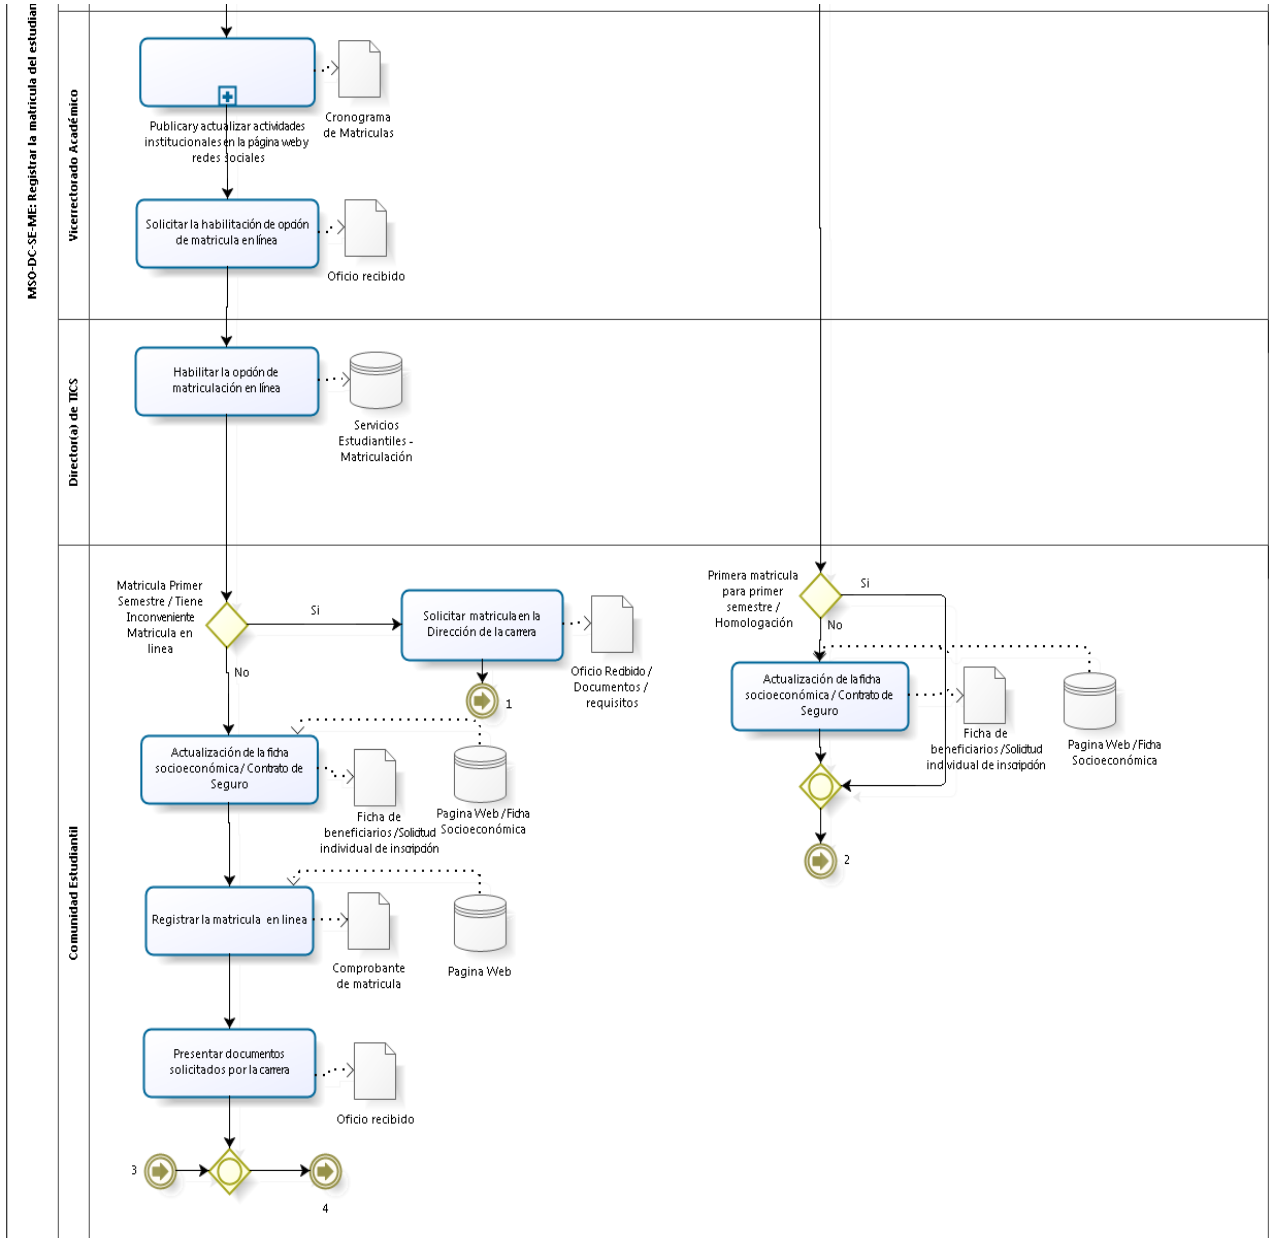 MSO-DC-SE-ME: Registrar la matricula del estudian
Vicerrectorado Académico
Publicar y actualizar actividades
institucionales en la página web y
redes sociales
Cronograma
de Matriculas
Solicitar la habilitación de opción
de matricula en línea
Oficio recibido
Director(a) de TICS
Habilitar la opción de
matriculación en línea
Servicios
Estudiantiles -
Matriculación
Comunidad Estudiantil
Matricula Primer
Semestre / Tiene
Inconveniente
Matricula en
linea
Si
No
Solicitar matricula en la
Dirección de la carrera
Oficio Recibido /
Documentos /
requisitos
1
Actualización de la ficha
socioeconómica / Contrato de
Seguro
Ficha de
beneficiarios /Solicitud
individual de inscripción
Pagina Web / Ficha
Socioeconómica
Registrar la matricula en linea
Comprobante
de matricula
Pagina Web
Presentar documentos
solicitados por la carrera
Oficio recibido
3
4
Primera matricula
para primer
semestre /
Homologación
Si
No
Actualización de la ficha
socioeconómica / Contrato de
Seguro
Ficha de
beneficiarios /Solicitud
individual de inscripción
Pagina Web / Ficha
Socioeconómica
2